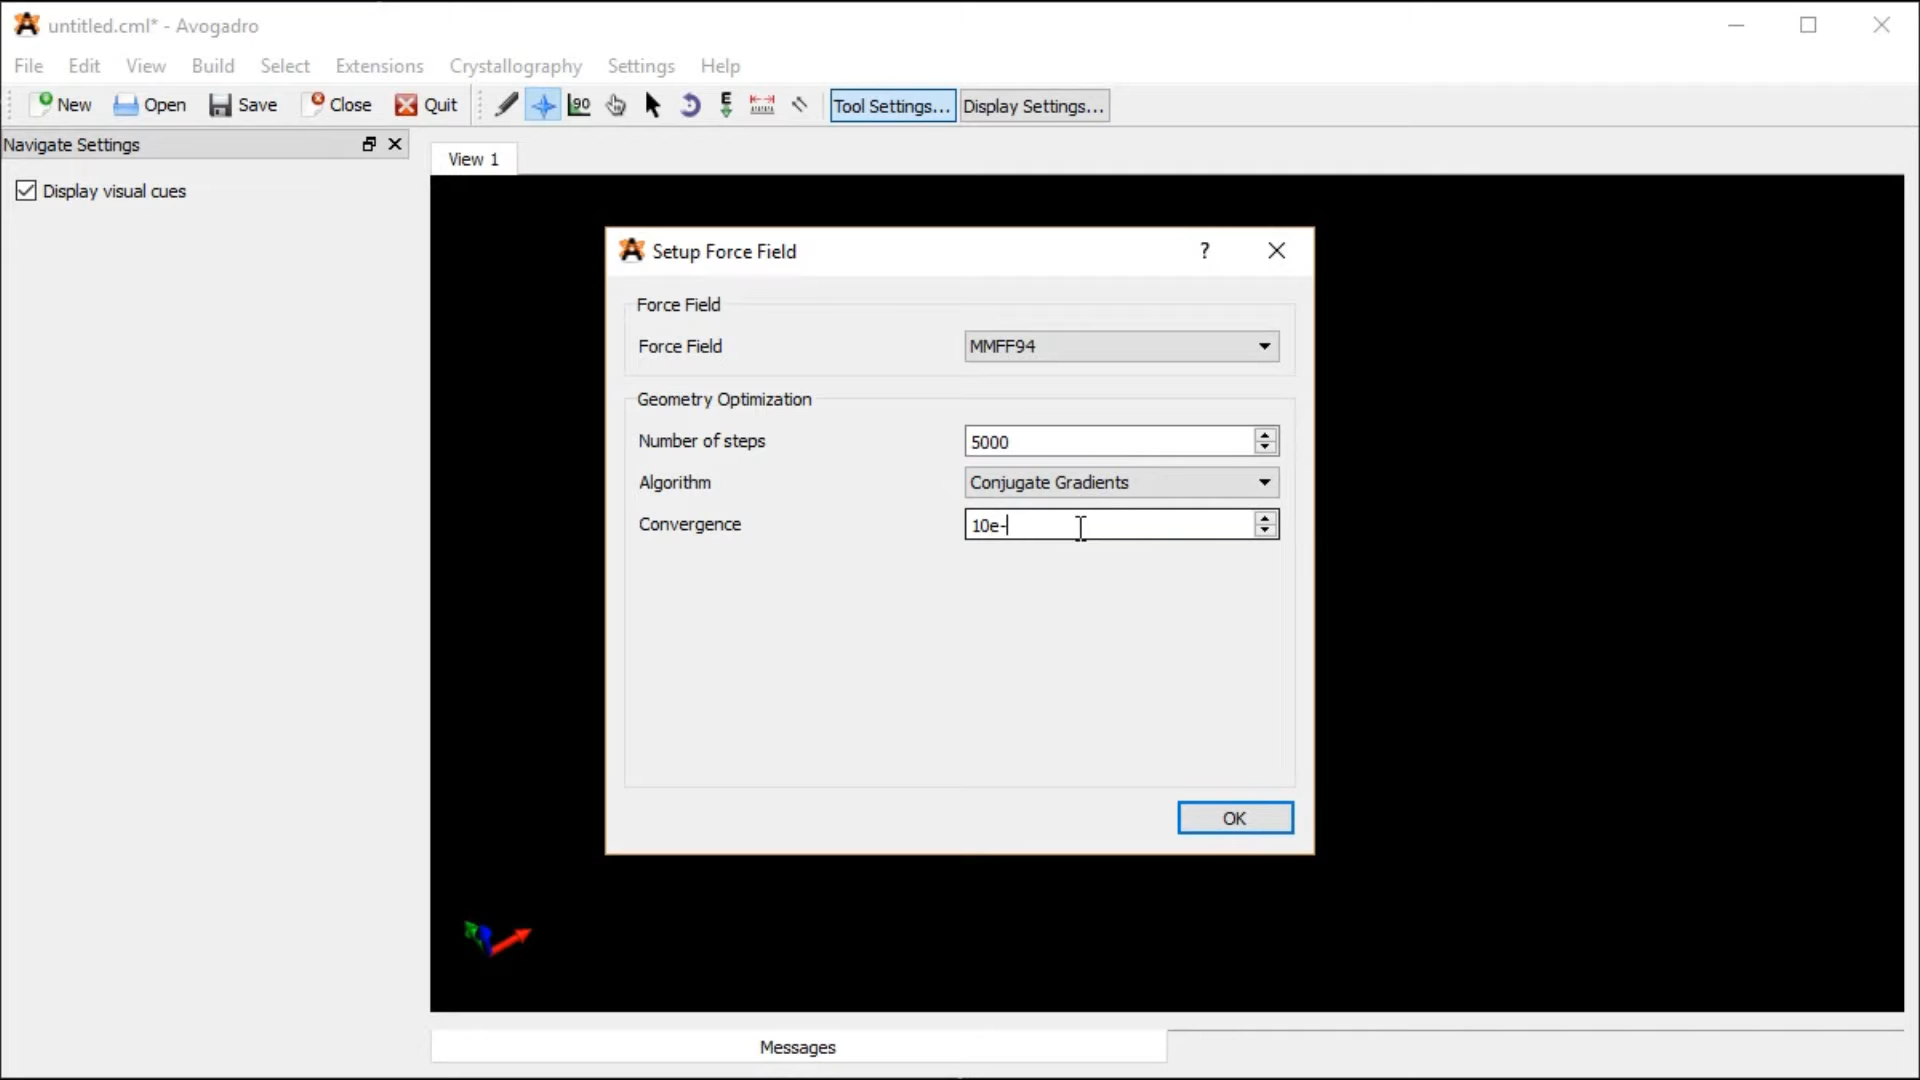 untitled.cml* - Avogadro
File Edit View Build Select Extensions Crystallography Settings Help
New Open Save Close Quit 90 E Tool Settings... Display Settings...
Navigate Settings
View 1
Display visual cues
Setup Force Field ?
Force Field
Force Field MMFF94
Geometry Optimization
Number of steps 5000
Algorithm Conjugate Gradients
Convergence 10e-
OK
Messages